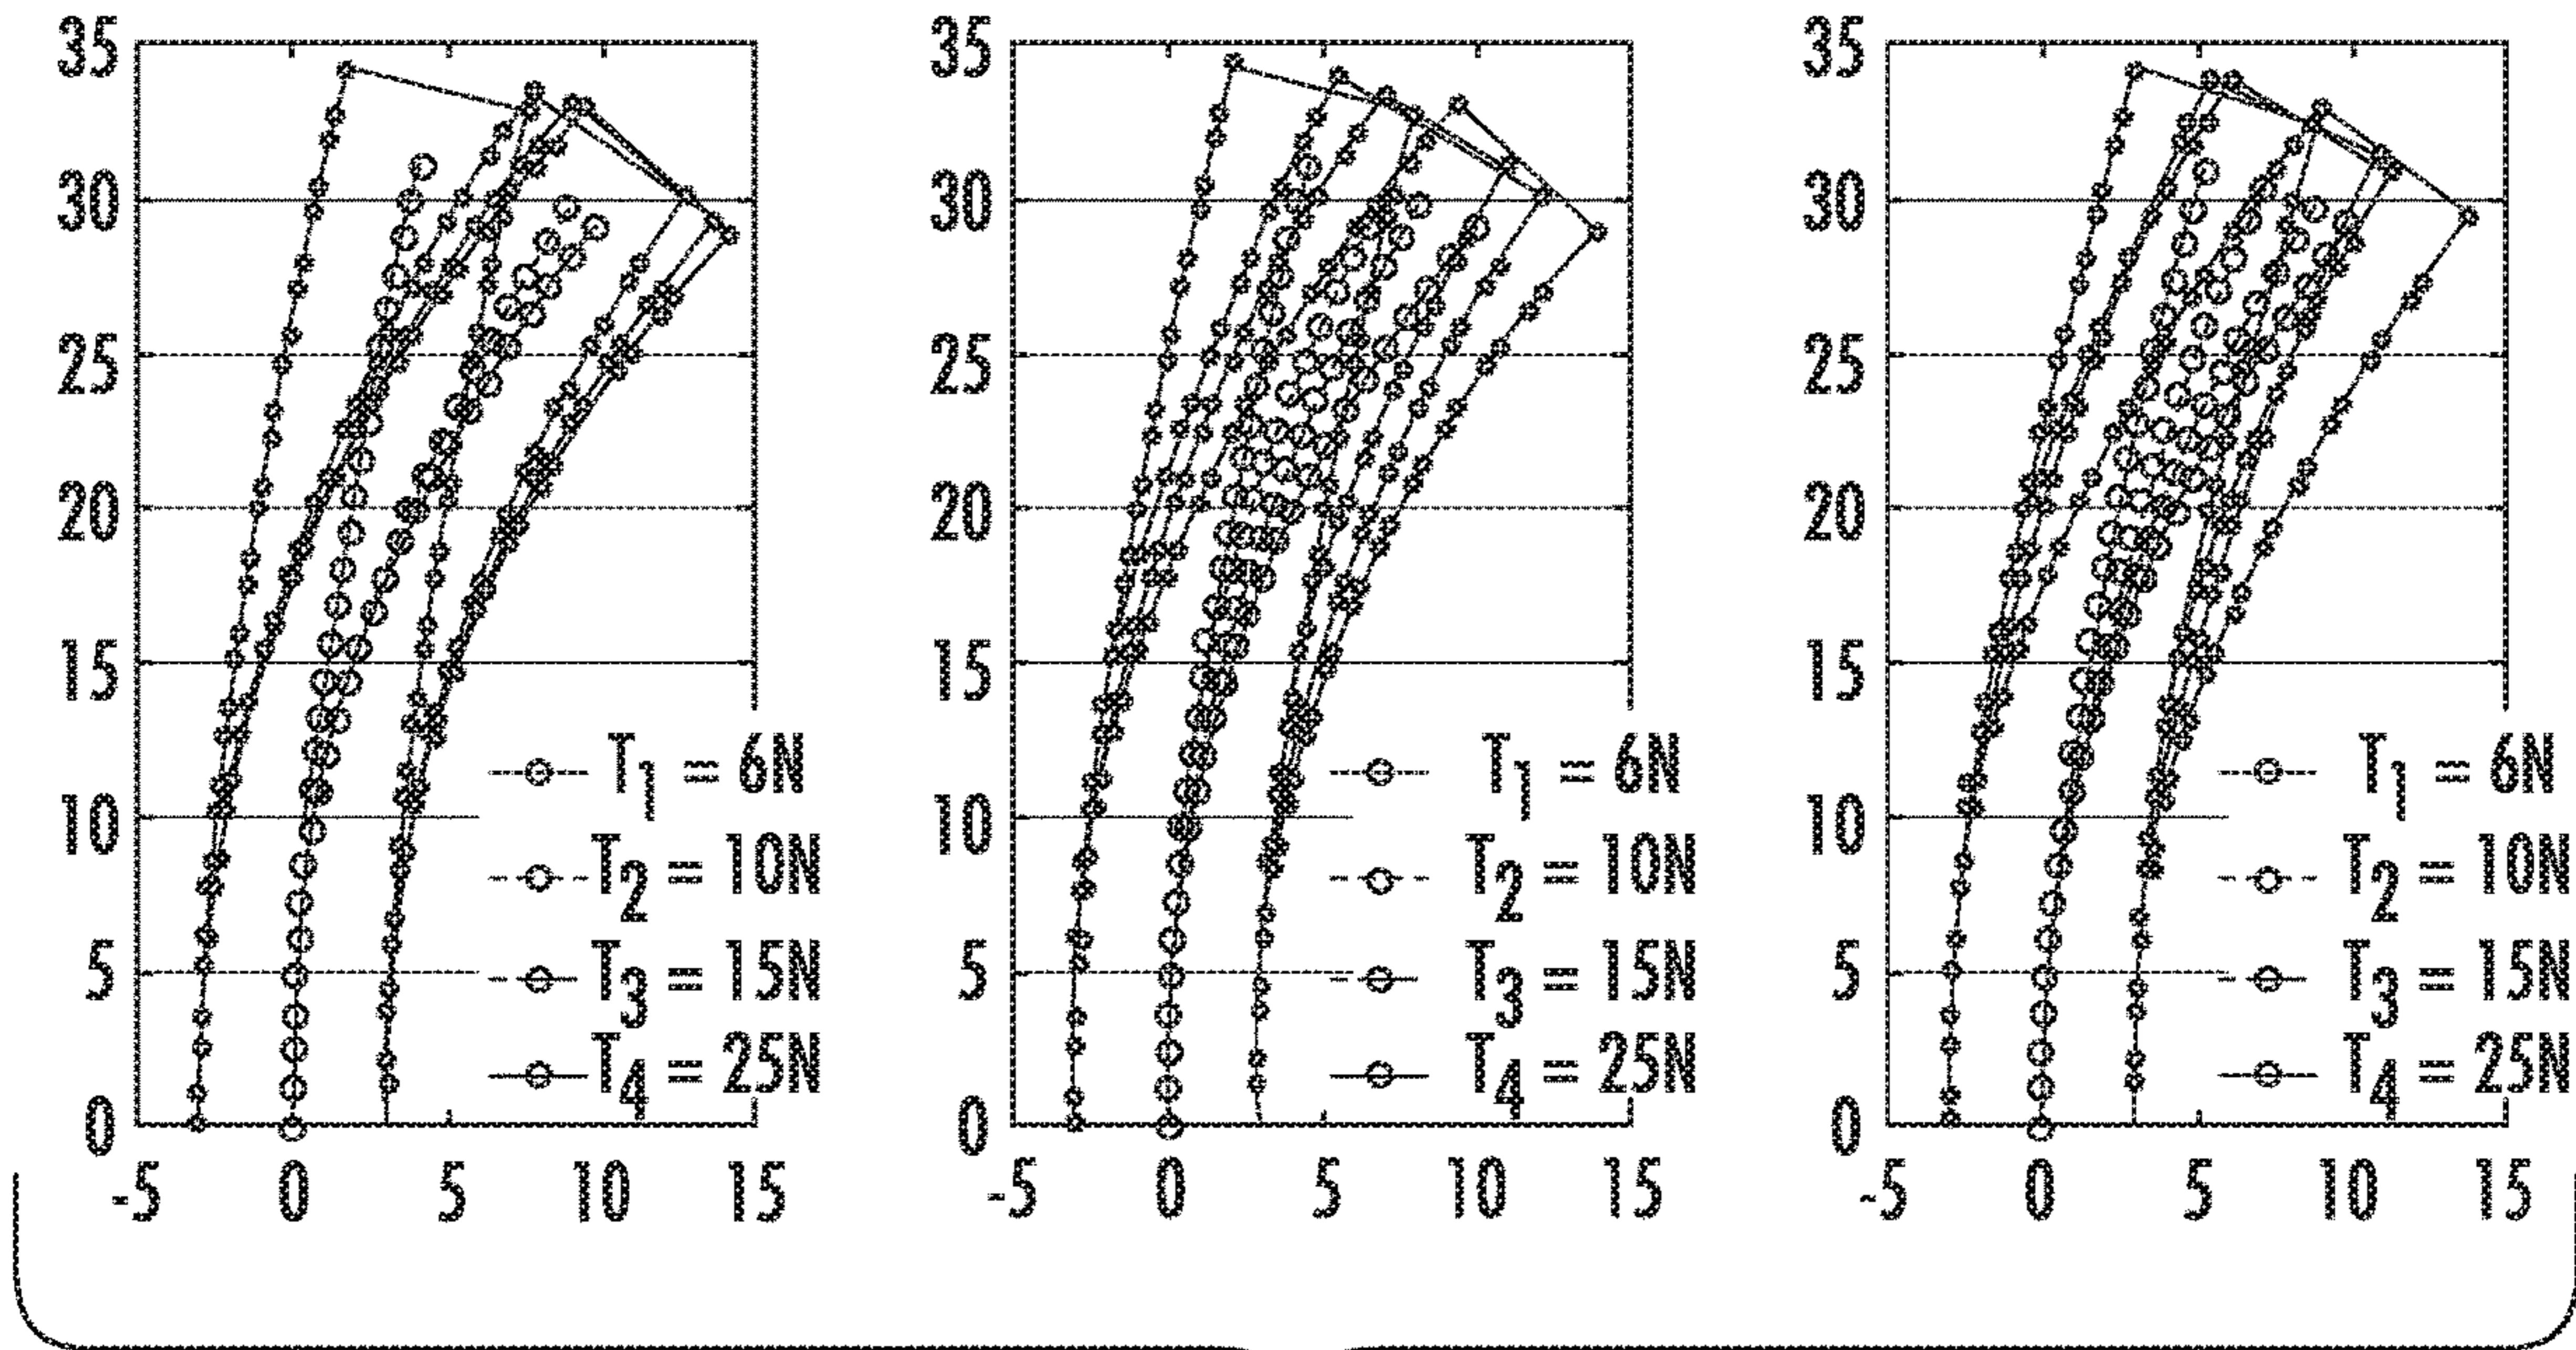 35 35 35
30 30 30
25 25 25
20 20 20
15 15 15
T1 = 6N T1 = 6N T1 = 6N
10 10 10
T2 = 10N T2 = 10N T2 = 10N
5 5 5
T3 = 15N T3 = 15N T3 = 15N
T4 = 25N T4 = 25N T4 = 25N
0 0 0
-5 0 5 10 15 -5 0 5 10 15 -5 0 5 10 15